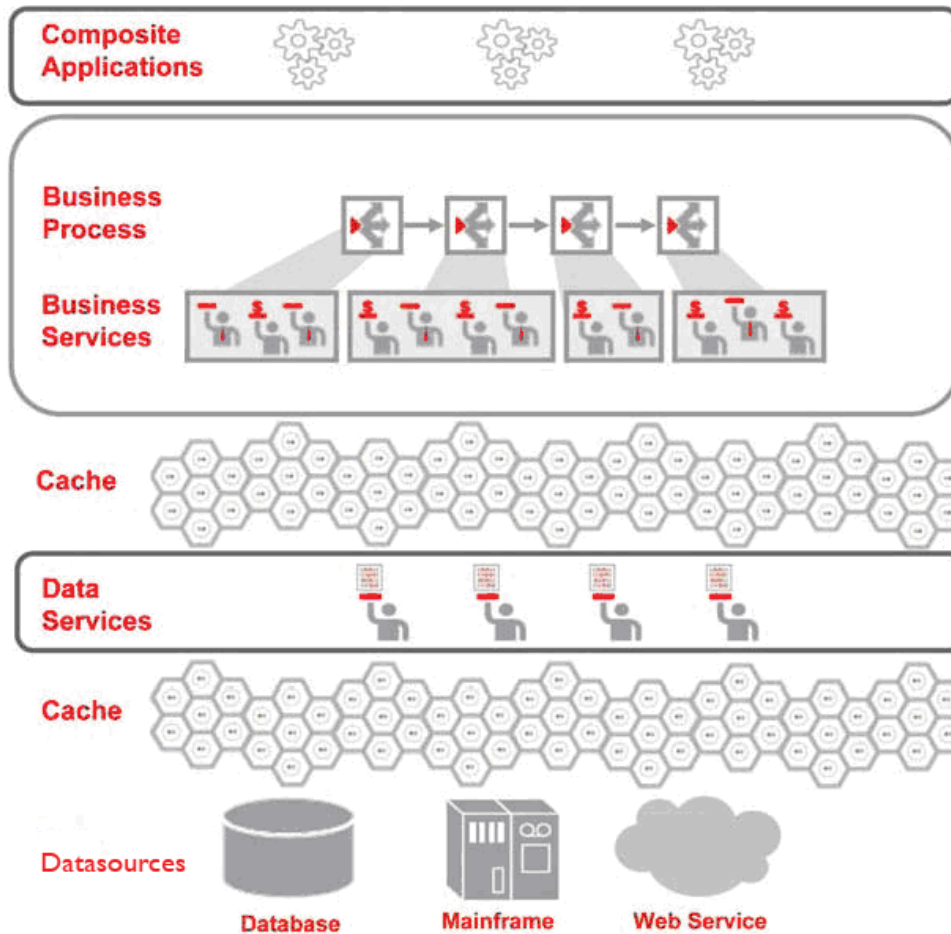 Composite
Applications
Business
Process
Business
Services
$
$
$
$
$
$
Cache
Data
Services
Cache
Datasources
Database
Mainframe
Web Service